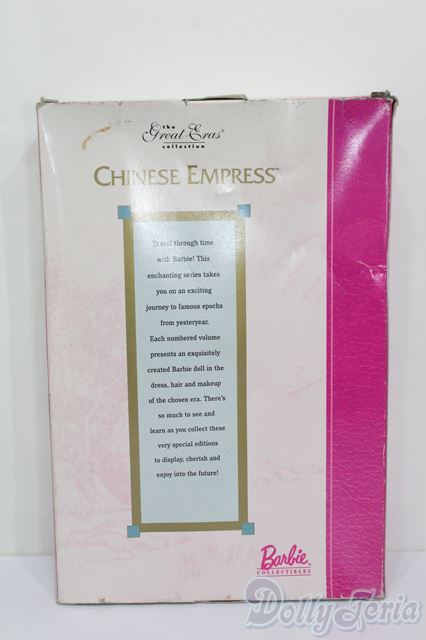 the
Great Eras®
collection
CHINESE EMPRESS™
Travel through time
with Barbie! This
enchanting series takes
you on an exciting
journey to famous epochs
from yesteryear.
Each numbered volume
presents an exquisitely
created Barbie doll in the
dress, hair and makeup
of the chosen era. There's
so much to see and
learn as you collect these
very special editions
to display, cherish and
enjoy into the future!
Barbie
COLLECTIBLES™
DollyTeria